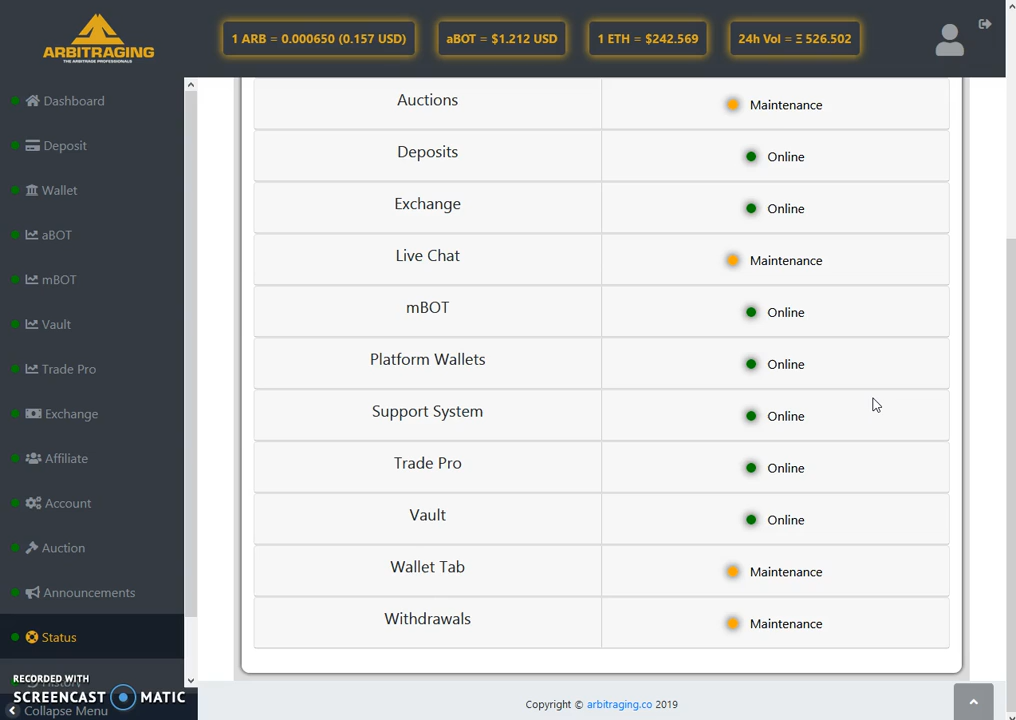 ARBITRAGING
THE ARBITRAGE PROFESSIONALS
1 ARB = 0.000650 (0.157 USD)
aBOT = $1.212 USD
1 ETH = $242.569
24h Vol = Ξ 526.502
Dashboard
Deposit
Wallet
aBOT
mBOT
Vault
Trade Pro
Exchange
Affiliate
Account
Auction
Announcements
Status
History
Collapse Menu
Auctions Maintenance
Deposits Online
Exchange Online
Live Chat Maintenance
mBOT Online
Platform Wallets Online
Support System Online
Trade Pro Online
Vault Online
Wallet Tab Maintenance
Withdrawals Maintenance
RECORDED WITH
SCREENCAST MATIC
Copyright © arbitraging.co 2019